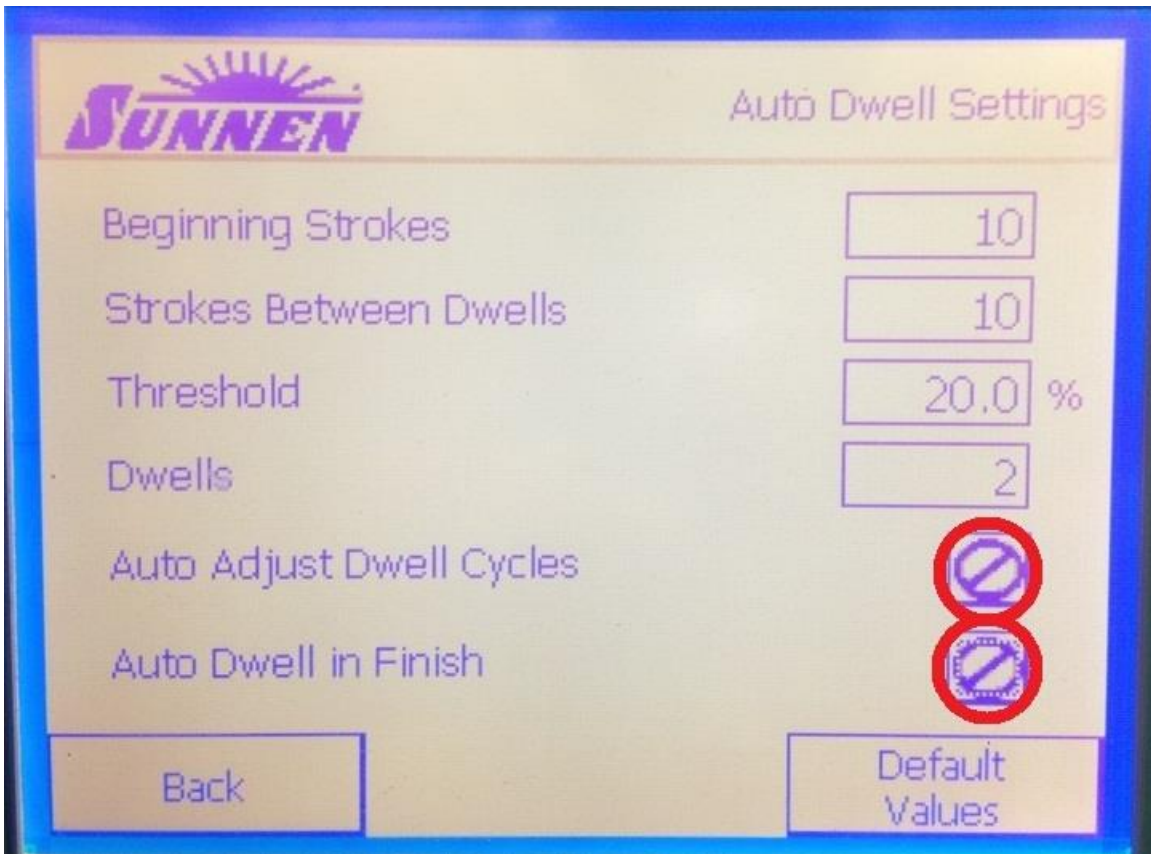 SUNNEN
Auto Dwell Settings
Beginning Strokes 10
Strokes Between Dwells 10
Threshold 20.0 %
Dwells 2
Auto Adjust Dwell Cycles
Auto Dwell in Finish
Back
Default
Values